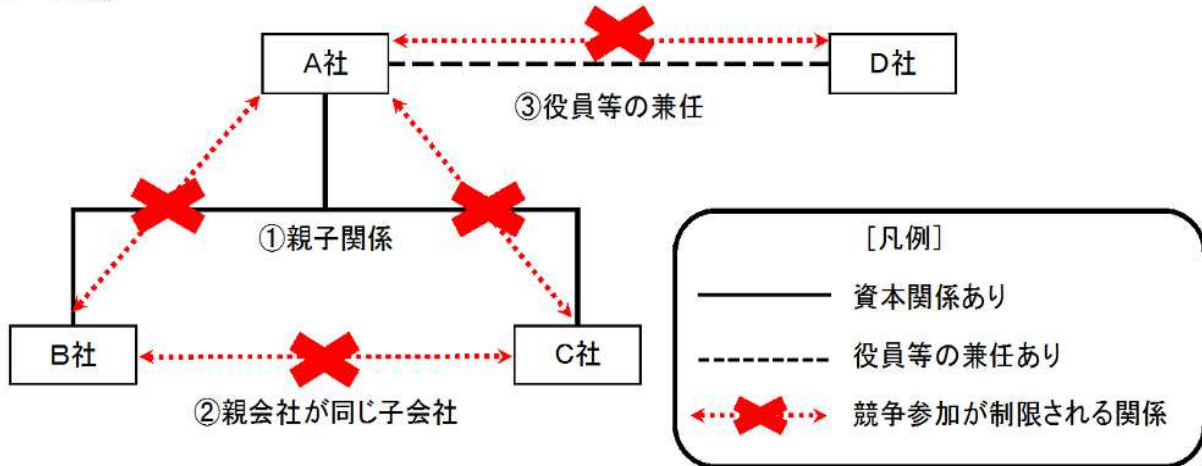 A社
D社
③役員等の兼任
①親子関係
B社
C社
②親会社が同じ子会社
［凡例］
資本関係あり
役員等の兼任あり
競争参加が制限される関係